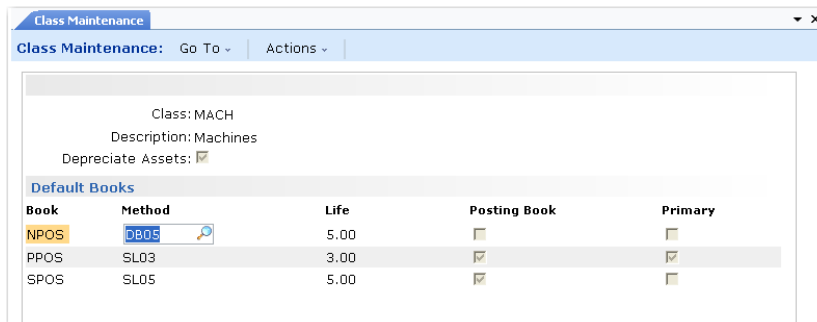 Class Maintenance
Class Maintenance: Go To Actions
Class: MACH
Description: Machines
Depreciate Assets:
Default Books
Book Method Life Posting Book Primary
NPOS DB05 5.00
PPOS SL03 3.00
SPOS SL05 5.00